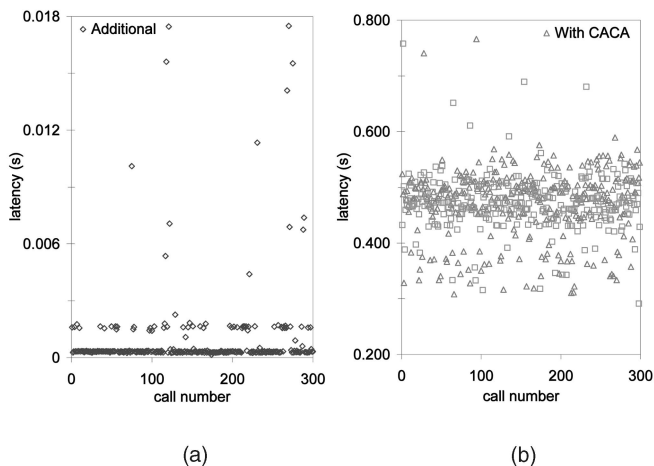 0.018
0.012
0.006
0
latency (s)
Additional
0 100 200 300
call number
(a)
0.800
0.600
0.400
0.200
latency (s)
With CACA
0 100 200 300
call number
(b)